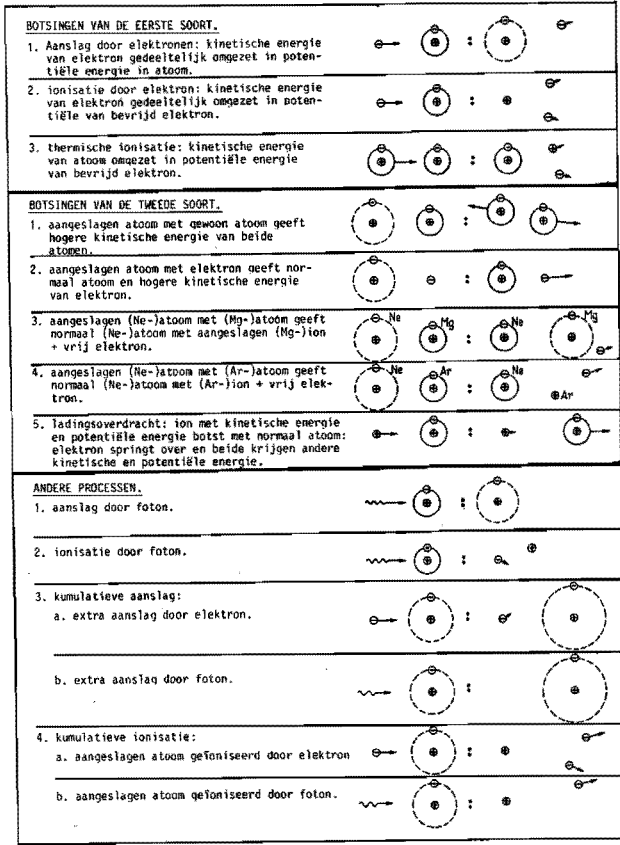 BOTSINGEN VAN DE EERSTE SOORT.
1. Aanslag door elektronen: kinetische energie
van elektron gedeeltelijk omgezet in poten-
tiële energie in atoom.
2. ionisatie door elektron: kinetische energie
van elektron gedeeltelijk omgezet in poten-
tiële van bevrijd elektron.
3. thermische ionisatie: kinetische energie
van atoom omgezet in potentiële energie
van bevrijd elektron.
BOTSINGEN VAN DE TWEEDE SOORT.
1. aangeslagen atoom met gewoon atoom geeft
hogere kinetische energie van beide
atomen.
2. aangeslagen atoom met elektron geeft nor-
maal atoom en hogere kinetische energie
van elektron.
3. aangeslagen (Ne-)atoom met (Mg-)atoom geeft
normaal (Ne-)atoom met aangeslagen (Mg-)ion
+ vrij elektron.
Ne Mg Ne Mg
4. aangeslagen (Ne-)atoom met (Ar-)atoom geeft
normaal (Ne-)atoom met (Ar-)ion + vrij elek-
tron.
Ne Ar Ne Ar
5. ladingsoverdracht: ion met kinetische energie
en potentiële energie botst met normaal atoom:
elektron springt over en beide krijgen andere
kinetische en potentiële energie.
ANDERE PROCESSEN.
1. aanslag door foton.
2. ionisatie door foton.
3. kumulatieve aanslag:
a. extra aanslag door elektron.
b. extra aanslag door foton.
4. kumulatieve ionisatie:
a. aangeslagen atoom geïoniseerd door elektron
b. aangeslagen atoom geïoniseerd door foton.